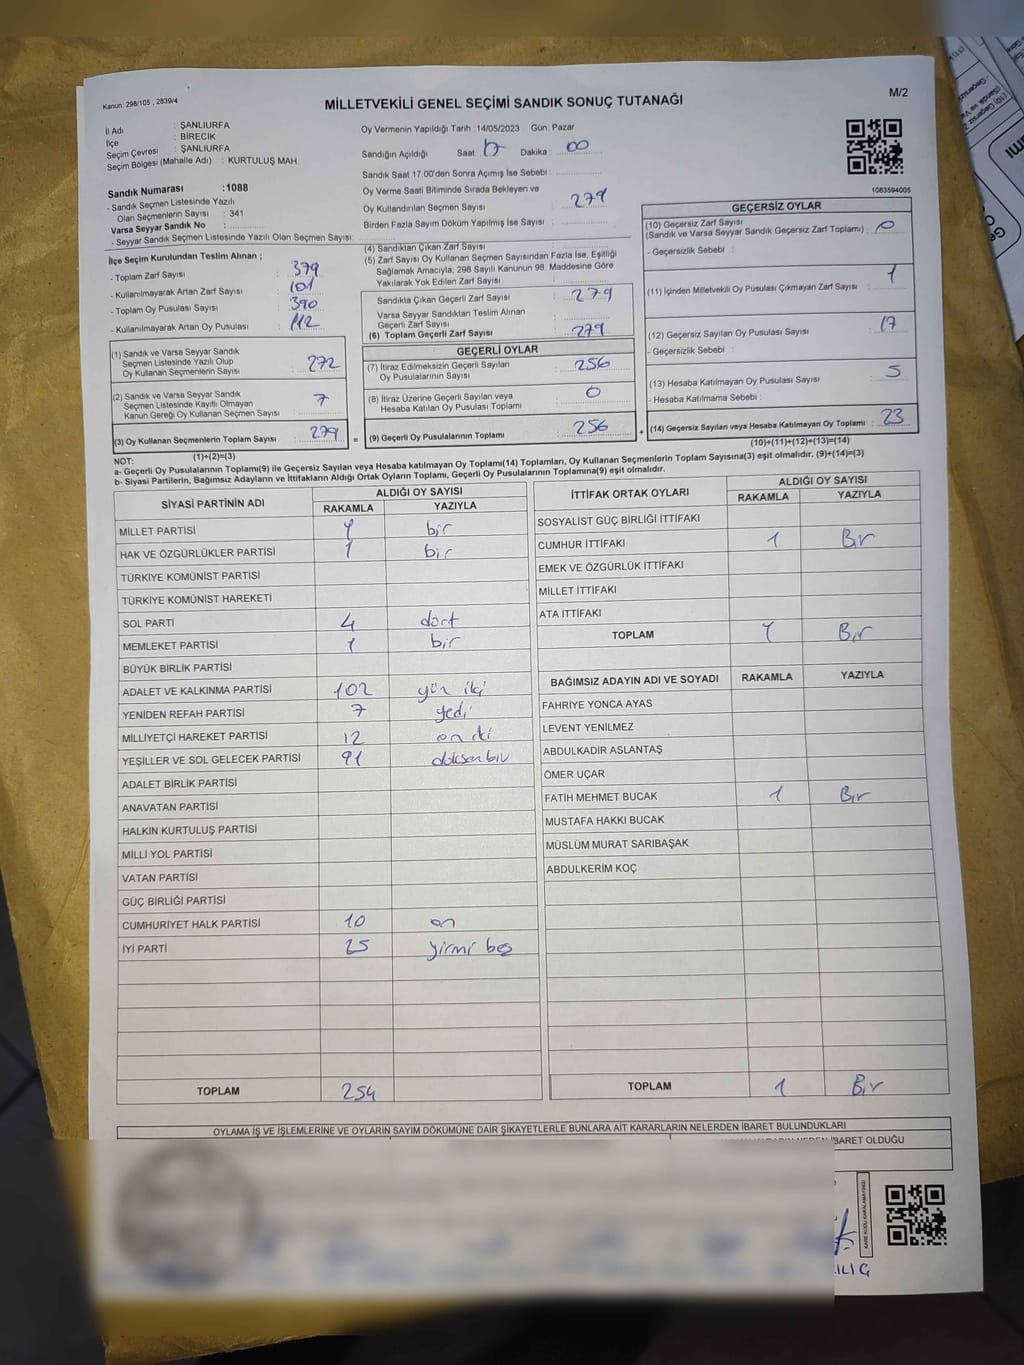 Kanun: 298/105 , 2839/4
MİLLETVEKİLİ GENEL SEÇİMİ SANDIK SONUÇ TUTANAĞI
M/2
İl Adı : ŞANLIURFA
İlçe : BİRECİK
Seçim Çevresi : ŞANLIURFA
Seçim Bölgesi (Mahalle Adı) : KURTULUŞ MAH
Sandık Numarası :1088
- Sandık Seçmen Listesinde Yazılı
Olan Seçmenlerin Sayısı : 341
Varsa Seyyar Sandık No :
- Seyyar Sandık Seçmen Listesinde Yazılı Olan Seçmen Sayısı:
Oy Vermenin Yapıldığı Tarih :14/05/2023 Gün: Pazar
Sandığın Açıldığı Saat: 17 Dakika : 00
Sandık Saat 17.00'den Sonra Açımış İse Sebebi :
Oy Verme Saati Bitiminde Sırada Bekleyen ve
Oy Kullandırılan Seçmen Sayısı : 279
Birden Fazla Sayım Döküm Yapılmış İse Sayısı :
1083594005
İlçe Seçim Kurulundan Teslim Alınan ;
- Toplam Zarf Sayısı : 379
- Kullanılmayarak Artan Zarf Sayısı : 101
- Toplam Oy Pusulası Sayısı : 390
- Kullanılmayarak Artan Oy Pusulası : 112
(4) Sandıktan Çıkan Zarf Sayısı :
(5) Zarf Sayısı Oy Kullanan Seçmen Sayısından Fazla İse, Eşitliği
Sağlamak Amacıyla; 298 Sayılı Kanunun 98. Maddesine Göre
Yakılarak Yok Edilen Zarf Sayısı :
Sandıkta Çıkan Geçerli Zarf Sayısı : 279
Varsa Seyyar Sandıktan Teslim Alınan
Geçerli Zarf Sayısı :
(6) Toplam Geçerli Zarf Sayısı : 279
GEÇERSİZ OYLAR
(10) Geçersiz Zarf Sayısı
(Sandık ve Varsa Seyyar Sandık Geçersiz Zarf Toplamı) : 0
- Geçersizlik Sebebi :
(11) İçinden Milletvekili Oy Pusulası Çıkmayan Zarf Sayısı : 1
(12) Geçersiz Sayılan Oy Pusulası Sayısı : 17
- Geçersizlik Sebebi :
(13) Hesaba Katılmayan Oy Pusulası Sayısı : 5
- Hesaba Katılmama Sebebi :
(14) Geçersiz Sayılan veya Hesaba Katılmayan Oy Toplamı : 23
(10)+(11)+(12)+(13)=(14)
(1) Sandık ve Varsa Seyyar Sandık
Seçmen Listesinde Yazılı Olup
Oy Kullanan Seçmenlerin Sayısı : 272
(2) Sandık ve Varsa Seyyar Sandık
Seçmen Listesinde Kayıtlı Olmayan
Kanun Gereği Oy Kullanan Seçmen Sayısı : 7
(3) Oy Kullanan Seçmenlerin Toplam Sayısı : 279
(1)+(2)=(3)
=
GEÇERLİ OYLAR
(7) İtiraz Edilmeksizin Geçerli Sayılan
Oy Pusulalarının Sayısı : 256
(8) İtiraz Üzerine Geçerli Sayılan veya
Hesaba Katılan Oy Pusulası Toplamı : 0
(9) Geçerli Oy Pusulalarının Toplamı : 256
+
NOT:
a- Geçerli Oy Pusulalarının Toplamı(9) ile Geçersiz Sayılan veya Hesaba katılmayan Oy Toplamı(14) Toplamları, Oy Kullanan Seçmenlerin Toplam Sayısına(3) eşit olmalıdır. (9)+(14)=(3)
b- Siyasi Partilerin, Bağımsız Adayların ve İttifakların Aldığı Ortak Oyların Toplamı, Geçerli Oy Pusulalarının Toplamına(9) eşit olmalıdır.
SİYASİ PARTİNİN ADI ALDIĞI OY SAYISI
RAKAMLA YAZIYLA
MİLLET PARTİSİ 1 bir
HAK VE ÖZGÜRLÜKLER PARTİSİ 1 bir
TÜRKİYE KOMÜNİST PARTİSİ
TÜRKİYE KOMÜNİST HAREKETİ
SOL PARTİ 4 dört
MEMLEKET PARTİSİ 1 bir
BÜYÜK BİRLİK PARTİSİ
ADALET VE KALKINMA PARTİSİ 102 yüz iki
YENİDEN REFAH PARTİSİ 7 yedi
MİLLİYETÇİ HAREKET PARTİSİ 12 on iki
YEŞİLLER VE SOL GELECEK PARTİSİ 91 doksan bir
ADALET BİRLİK PARTİSİ
ANAVATAN PARTİSİ
HALKIN KURTULUŞ PARTİSİ
MİLLİ YOL PARTİSİ
VATAN PARTİSİ
GÜÇ BİRLİĞİ PARTİSİ
CUMHURİYET HALK PARTİSİ 10 on
İYİ PARTİ 25 yirmi beş
TOPLAM 254
İTTİFAK ORTAK OYLARI ALDIĞI OY SAYISI
RAKAMLA YAZIYLA
SOSYALİST GÜÇ BİRLİĞİ İTTİFAKI
CUMHUR İTTİFAKI 1 Bir
EMEK VE ÖZGÜRLÜK İTTİFAKI
MİLLET İTTİFAKI
ATA İTTİFAKI
TOPLAM 1 Bir
BAĞIMSIZ ADAYIN ADI VE SOYADI RAKAMLA YAZIYLA
FAHRİYE YONCA AYAS
LEVENT YENİLMEZ
ABDULKADİR ASLANTAŞ
ÖMER UÇAR
FATİH MEHMET BUCAK 1 Bir
MUSTAFA HAKKI BUCAK
MÜSLÜM MURAT SARIBAŞAK
ABDULKERİM KOÇ
TOPLAM 1 Bir
OYLAMA İŞ VE İŞLEMLERİNE VE OYLARIN SAYIM DÖKÜMÜNE DAİR ŞİKAYETLERLE BUNLARA AİT KARARLARIN NELERDEN İBARET BULUNDUKLARI
İBARET OLDUĞU
KARE KODU KARALAMAYINIZ!